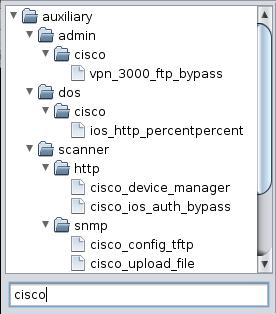 auxiliary
admin
cisco
vpn_3000_ftp_bypass
dos
cisco
ios_http_percentpercent
scanner
http
cisco_device_manager
cisco_ios_auth_bypass
snmp
cisco_config_tftp
cisco_upload_file
cisco